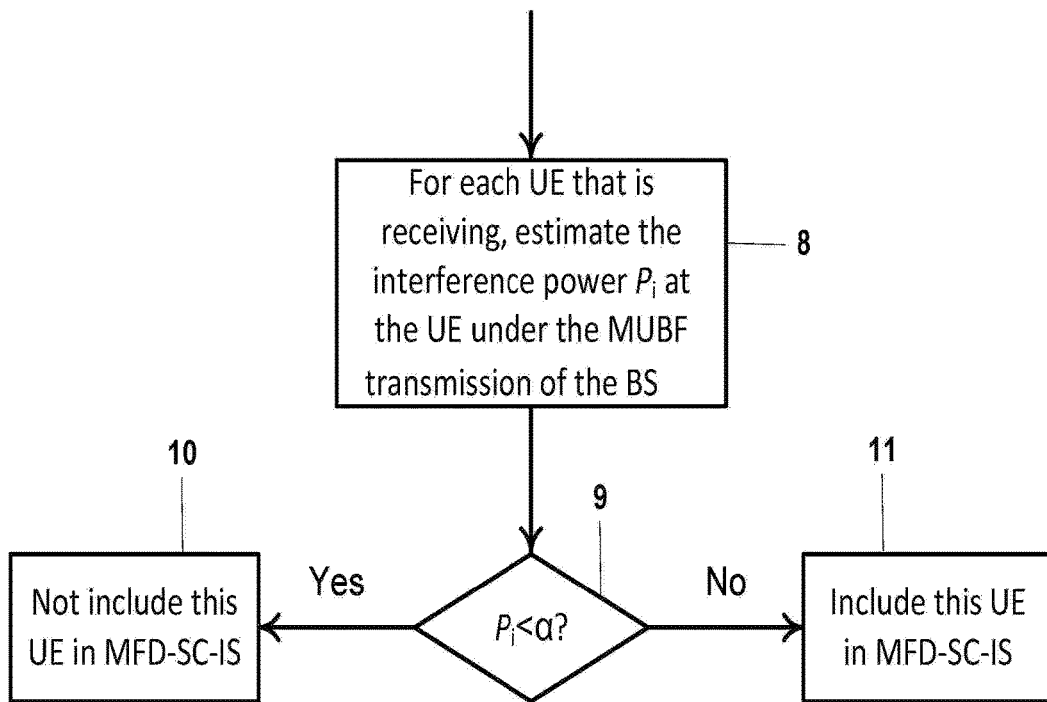 For each UE that is
receiving, estimate the
interference power Pi at
the UE under the MUBF
transmission of the BS
8
10
9
11
Not include this
UE in MFD-SC-IS
Yes
Pi<α?
No
Include this UE
in MFD-SC-IS